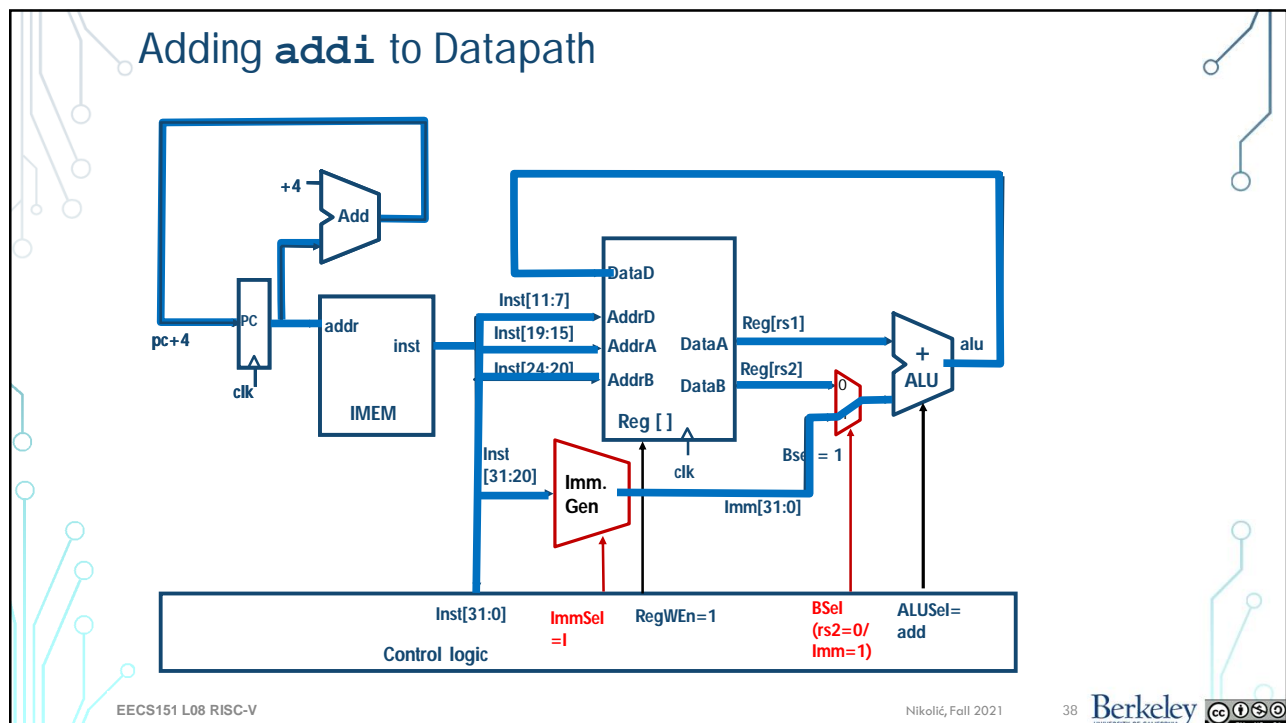 Adding addi to Datapath
+4
Add
DataD
Inst[11:7]
PC
addr
AddrD
Reg[rs1]
pc+4
inst
Inst[19:15]
AddrA
DataA
+
alu
Inst[24:20]
AddrB
DataB
Reg[rs2]
0
ALU
clk
IMEM
Reg [ ]
Inst
[31:20]
Imm.
Gen
clk
= 1
Imm[31:0]
Inst[31:0]
ImmSel
=I
RegWEn=1
BSel
(rs2=0/
Imm=1)
ALUSel=
add
Control logic
EECS151 L08 RISC-V
Nikolić, Fall 2021
38
Berkeley